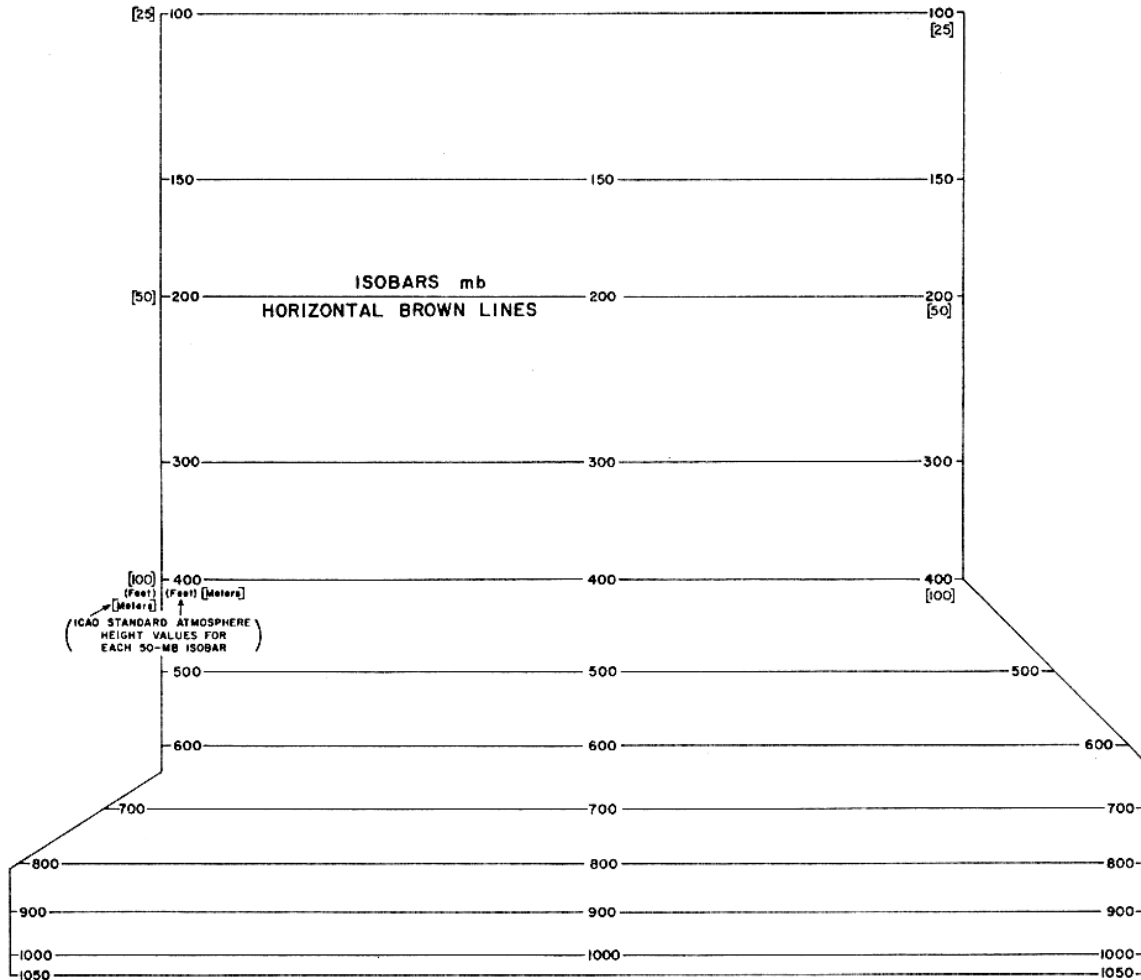 [25] 100 100
[25]
150 150 150
ISOBARS mb
[50] 200 200 200
HORIZONTAL BROWN LINES [50]
300 300 300
[100] 400 400 400
(Feet) (Feet) [Meters] [100]
[Meters]
(ICAO STANDARD ATMOSPHERE
HEIGHT VALUES FOR
EACH 50-MB ISOBAR)
500 500 500
600 600 600
700 700 700
800 800 800
900 900 900
1000 1000 1000
1050 1050